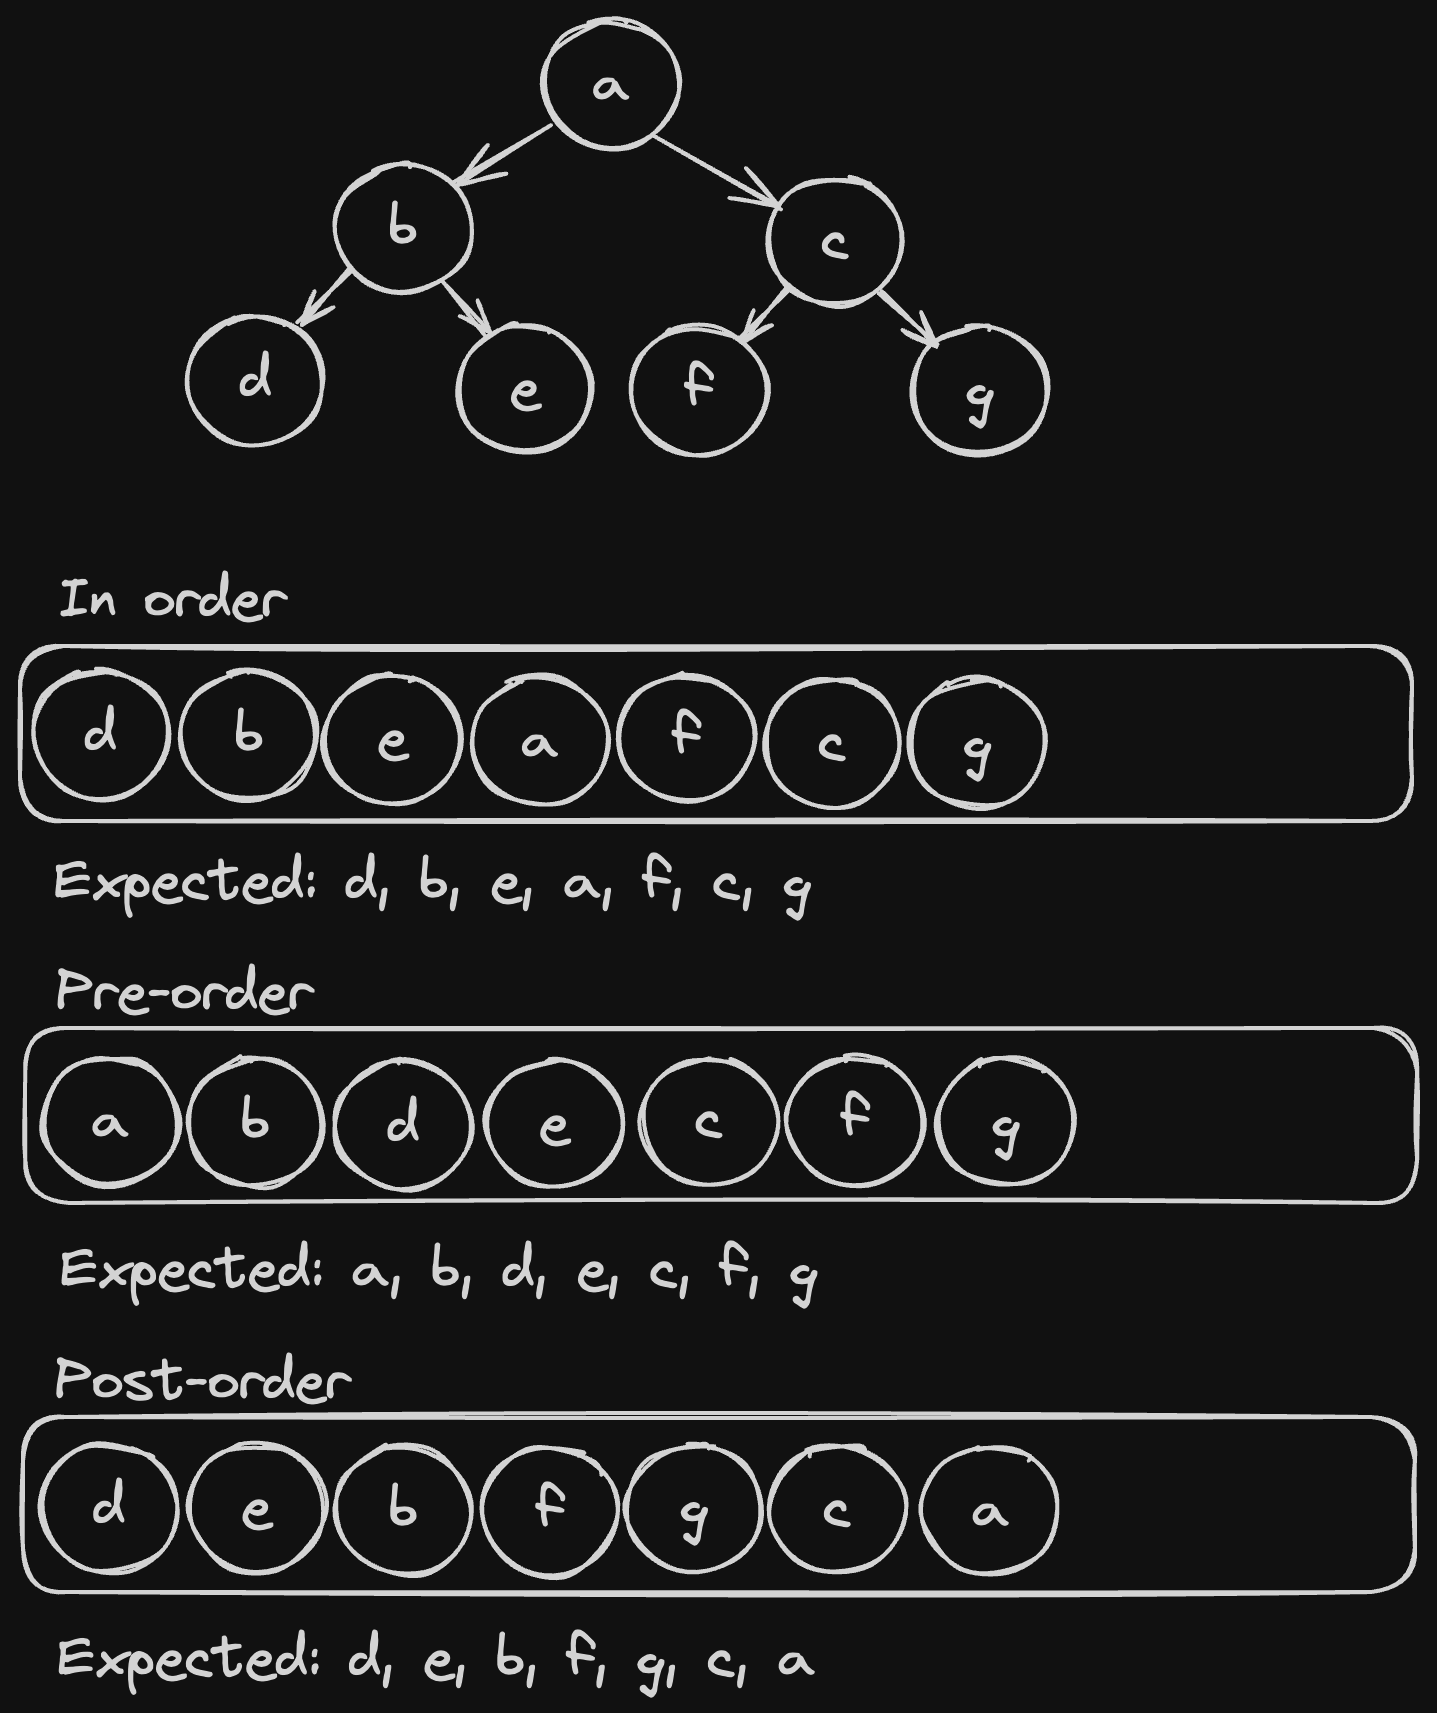 a
b
c
d e f g
In order
d b e a f c g
Expected: d, b, e, a, f, c, g
Pre-order
a b d e c f g
Expected: a, b, d, e, c, f, g
Post-order
d e b f g c a
Expected: d, e, b, f, g, c, a